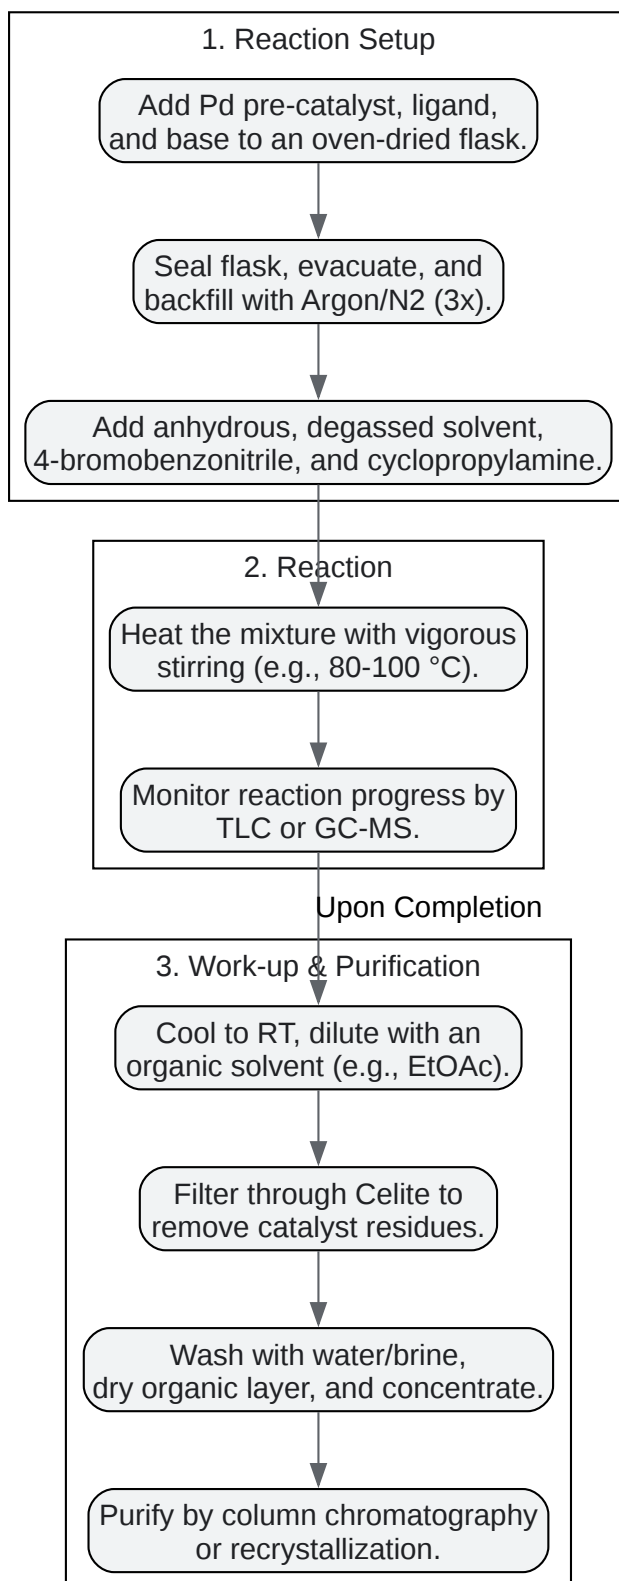 1. Reaction Setup
Add Pd pre-catalyst, ligand,
and base to an oven-dried flask.
Seal flask, evacuate, and
backfill with Argon/N2 (3x).
Add anhydrous, degassed solvent,
4-bromobenzonitrile, and cyclopropylamine.
2. Reaction
Heat the mixture with vigorous
stirring (e.g., 80-100 °C).
Monitor reaction progress by
TLC or GC-MS.
Upon Completion
3. Work-up & Purification
Cool to RT, dilute with an
organic solvent (e.g., EtOAc).
Filter through Celite to
remove catalyst residues.
Wash with water/brine,
dry organic layer, and concentrate.
Purify by column chromatography
or recrystallization.